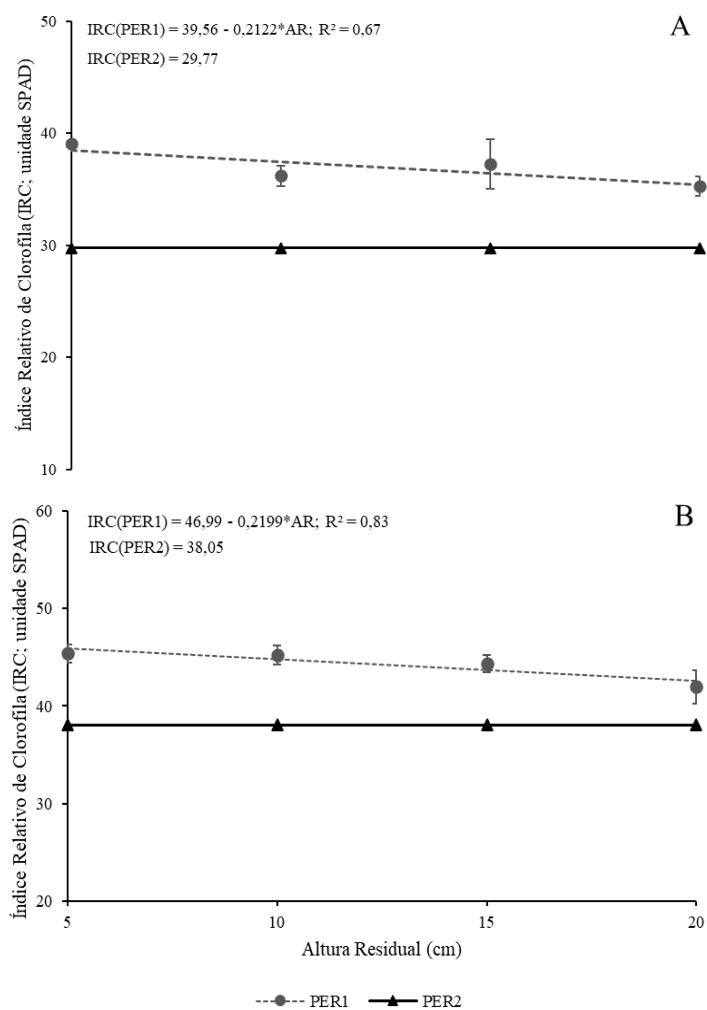 A
IRC(PER1) = 39,56 - 0,2122*AR; R² = 0,67
IRC(PER2) = 29,77
Índice Relativo de Clorofila (IRC; unidade SPAD)
50
40
30
20
10
B
IRC(PER1) = 46,99 - 0,2199*AR; R² = 0,83
IRC(PER2) = 38,05
Índice Relativo de Clorofila (IRC; unidade SPAD)
60
50
40
30
20
5 10 15 20
Altura Residual (cm)
PER1 PER2